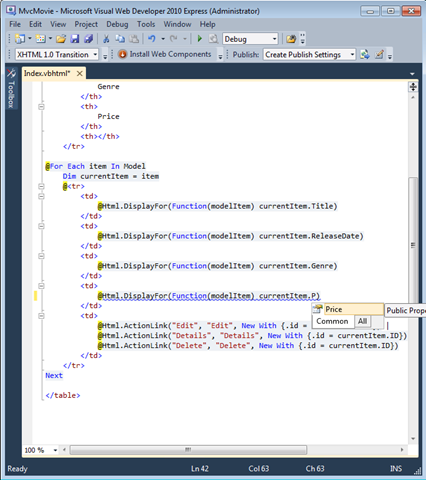 MvcMovie - Microsoft Visual Web Developer 2010 Express (Administrator)
File Edit View Project Debug Tools Window Help
Debug
XHTML 1.0 Transition Install Web Components Publish: Create Publish Settings
Toolbox
Index.vbhtml*
Genre
</th>
<th>
Price
</th>
<th></th>
</tr>
@For Each item In Model
Dim currentItem = item
@<tr>
<td>
@Html.DisplayFor(Function(modelItem) currentItem.Title)
</td>
<td>
@Html.DisplayFor(Function(modelItem) currentItem.ReleaseDate)
</td>
<td>
@Html.DisplayFor(Function(modelItem) currentItem.Genre)
</td>
<td>
@Html.DisplayFor(Function(modelItem) currentItem.P)
</td>
Price
Public Prope
<td>
Common All
@Html.ActionLink("Edit", "Edit", New With {.id = |
@Html.ActionLink("Details", "Details", New With {.id = currentItem.ID})
@Html.ActionLink("Delete", "Delete", New With {.id = currentItem.ID})
</td>
</tr>
Next
</table>
100 %
Ready Ln 42 Col 63 Ch 63 INS